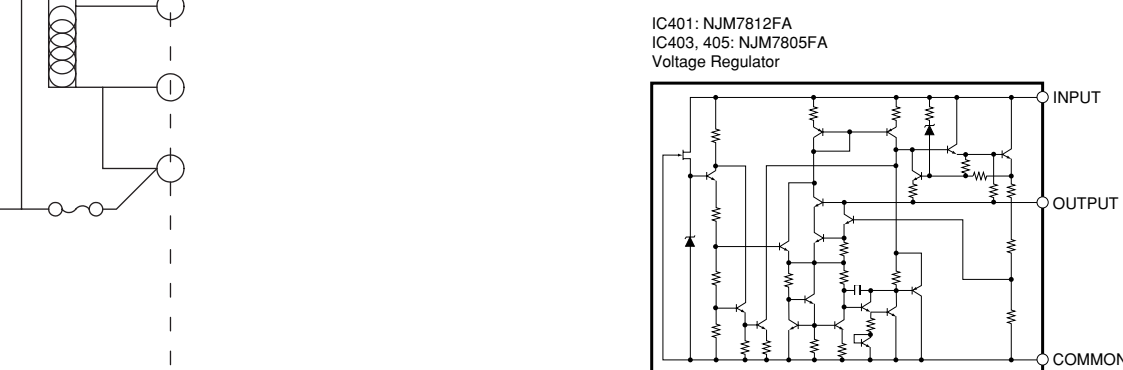 IC401: NJM7812FA
IC403, 405: NJM7805FA
Voltage Regulator
INPUT
OUTPUT
COMMON